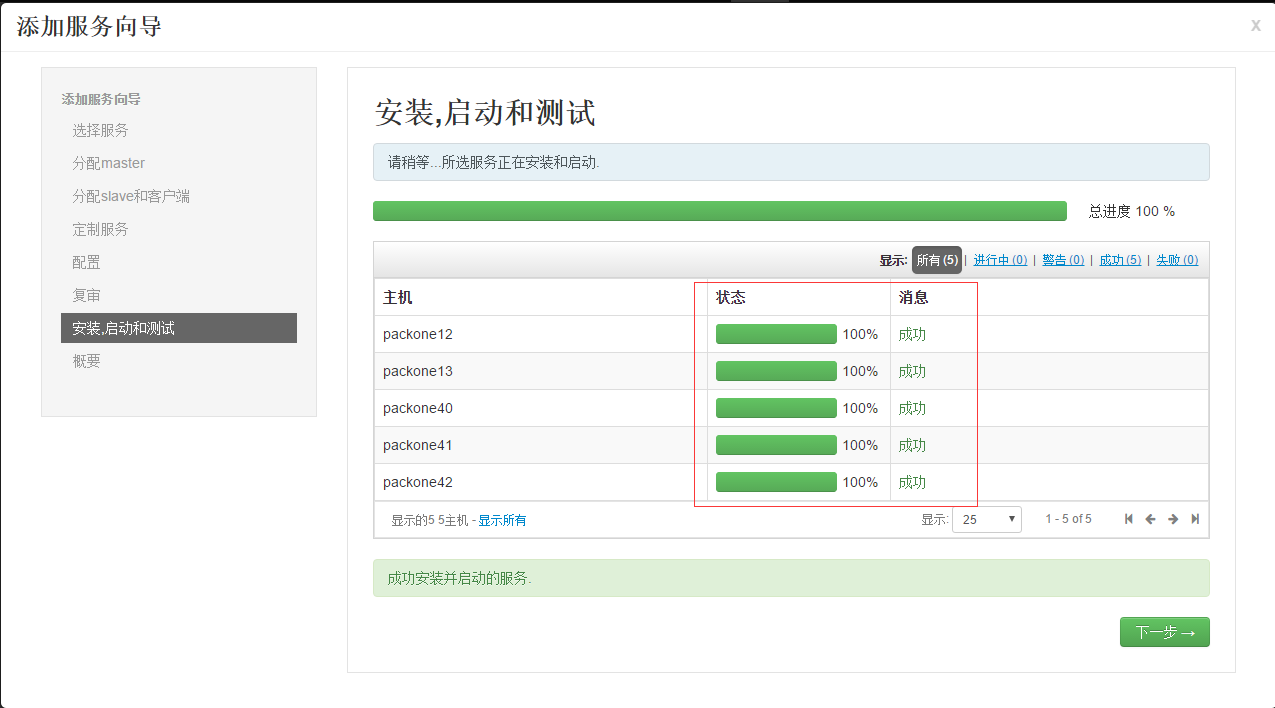 添加服务向导
x
添加服务向导
选择服务
分配master
分配slave和客户端
定制服务
配置
复审
安装,启动和测试
概要
安装,启动和测试
请稍等...所选服务正在安装和启动.
总进度 100 %
显示: 所有 (5) | 进行中 (0) | 警告 (0) | 成功 (5) | 失败 (0)
主机 状态 消息
packone12 100% 成功
packone13 100% 成功
packone40 100% 成功
packone41 100% 成功
packone42 100% 成功
显示的5 5主机 - 显示所有 显示: 25 1 - 5 of 5
成功安装并启动的服务.
下一步 →